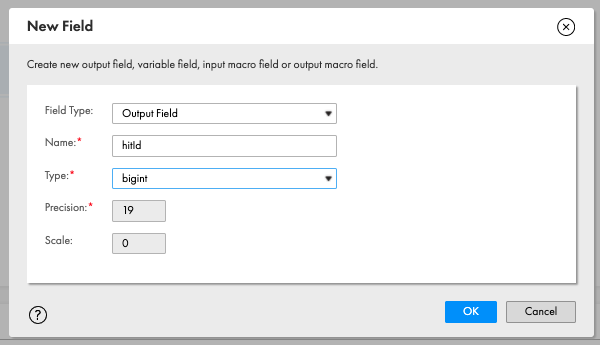 New Field
Create new output field, variable field, input macro field or output macro field.
Field Type: Output Field
Name:* hitId
Type:* bigint
Precision:* 19
Scale: 0
? OK Cancel